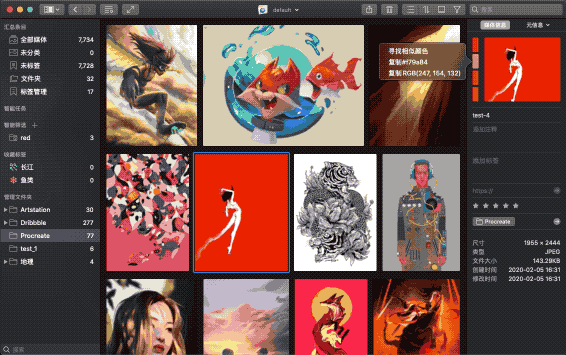 default
搜索
汇总条目
全部媒体 7,734
未分类 0
未标签 7,728
文件夹 32
标签管理 17
智能任务
智能筛选
red 3
收藏标签
长江 0
鱼类 0
管理文件夹
Artstation 30
Dribbble 277
Procreate 77
test_1 6
地理 4
搜索
寻找相似颜色
复制#f79a84
复制RGB(247, 154, 132)
媒体信息
元信息
test-4
添加注释
添加标签
https://
Procreate
尺寸 1955 × 2444
类型 JPEG
文件大小 143.29KB
创建时间 2020-02-05 16:31
修改时间 2020-02-05 16:31